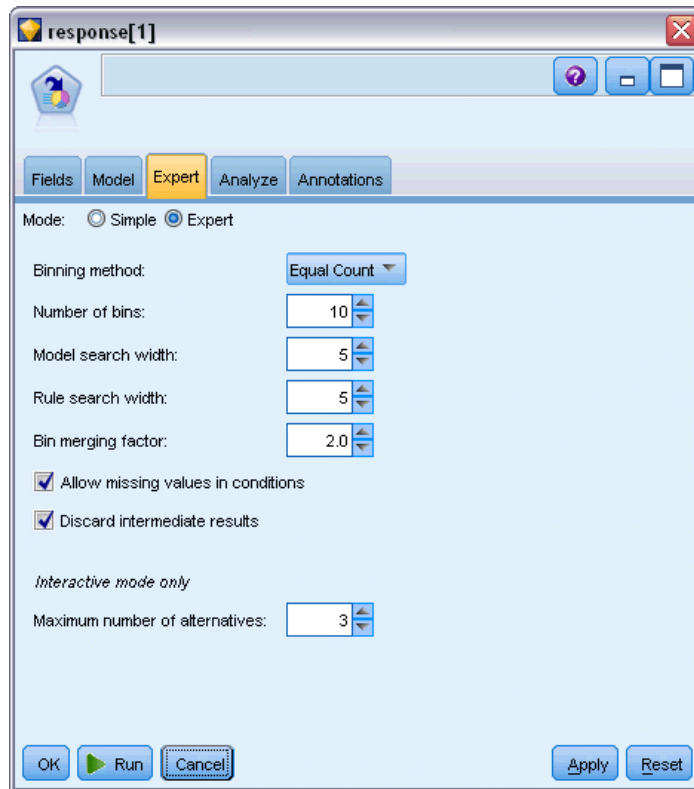 response[1]
Fields Model Expert Analyze Annotations
Mode: Simple Expert
Binning method: Equal Count
Number of bins: 10
Model search width: 5
Rule search width: 5
Bin merging factor: 2.0
Allow missing values in conditions
Discard intermediate results
Interactive mode only
Maximum number of alternatives: 3
OK Run Cancel Apply Reset